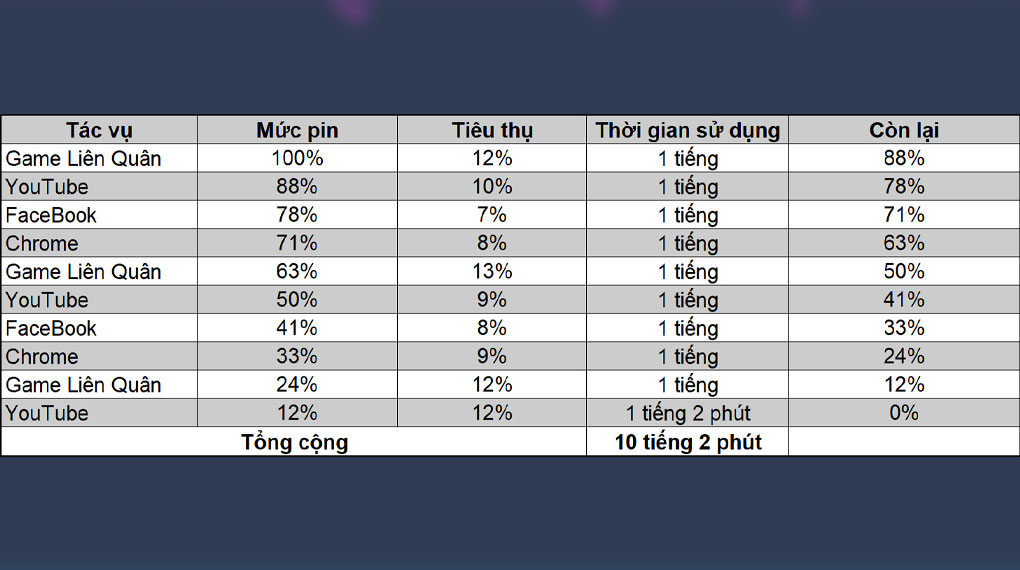 Tác vụ Mức pin Tiêu thụ Thời gian sử dụng Còn lại
Game Liên Quân 100% 12% 1 tiếng 88%
YouTube 88% 10% 1 tiếng 78%
FaceBook 78% 7% 1 tiếng 71%
Chrome 71% 8% 1 tiếng 63%
Game Liên Quân 63% 13% 1 tiếng 50%
YouTube 50% 9% 1 tiếng 41%
FaceBook 41% 8% 1 tiếng 33%
Chrome 33% 9% 1 tiếng 24%
Game Liên Quân 24% 12% 1 tiếng 12%
YouTube 12% 12% 1 tiếng 2 phút 0%
Tổng cộng 10 tiếng 2 phút